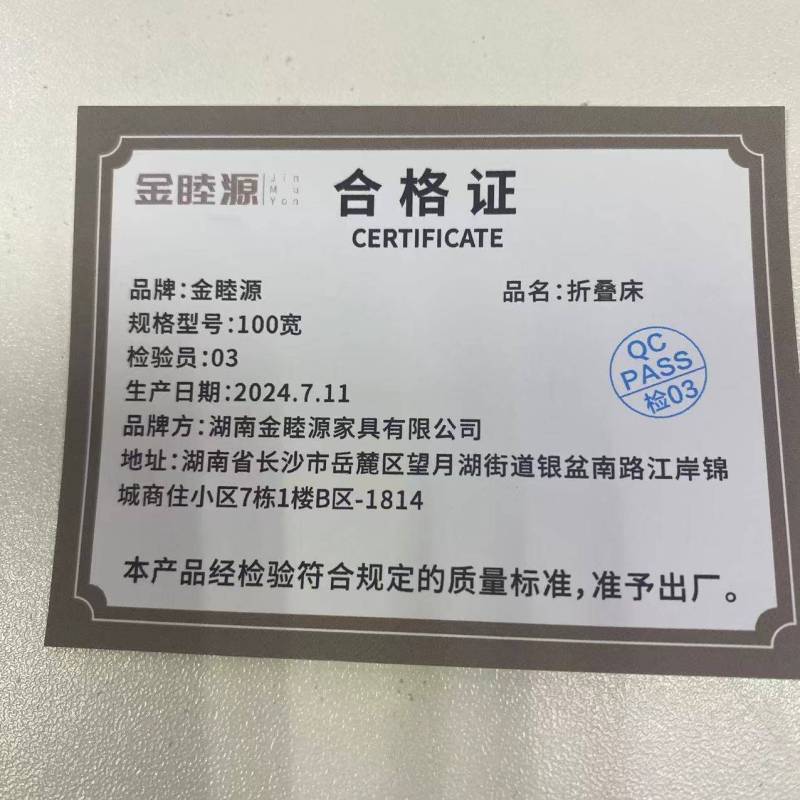 金睦源 Jin Mu Yon
合格证
CERTIFICATE
品牌:金睦源
品名:折叠床
规格型号:100宽
检验员:03
QC
PASS
检03
生产日期:2024.7.11
品牌方:湖南金睦源家具有限公司
地址:湖南省长沙市岳麓区望月湖街道银盆南路江岸锦
城商住小区7栋1楼B区-1814
本产品经检验符合规定的质量标准,准予出厂。